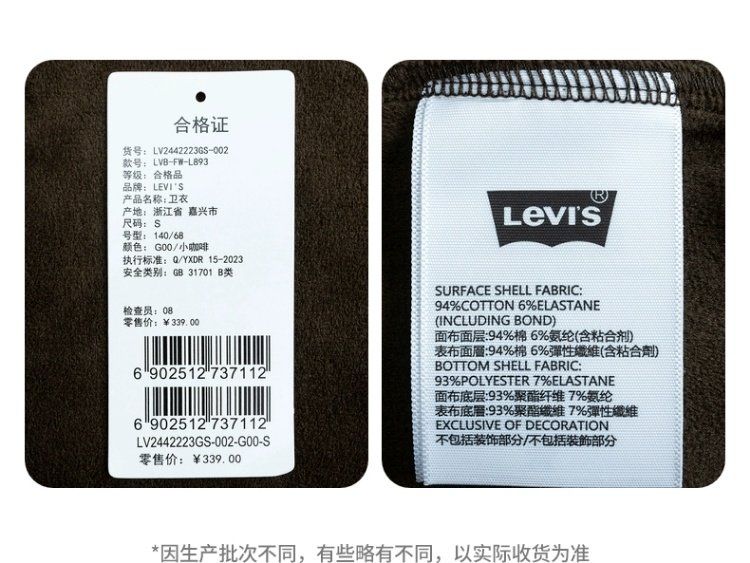 合格证
货号: LV2442223GS-002
款号: LVB-FW-L893
等级: 合格品
品牌: LEVI'S
产品名称: 卫衣
产地: 浙江省 嘉兴市
尺码: S
号型: 140/68
颜色: G00/小咖啡
执行标准: Q/YXDR 15-2023
安全类别: GB 31701 B类
检查员: 08
零售价: ¥339.00
6 902512 737112
6 902512 737112
LV2442223GS-002-G00-S
零售价: ¥339.00
LEVI'S®
SURFACE SHELL FABRIC:
94%COTTON 6%ELASTANE
(INCLUDING BOND)
面布面层:94%棉 6%氨纶(含粘合剂)
表布面層:94%棉 6%彈性纖維(含粘合劑)
BOTTOM SHELL FABRIC:
93%POLYESTER 7%ELASTANE
面布底层:93%聚酯纤维 7%氨纶
表布底層:93%聚酯纖維 7%彈性纖維
EXCLUSIVE OF DECORATION
不包括装饰部分/不包括裝飾部分
*因生产批次不同，有些略有不同，以实际收货为准